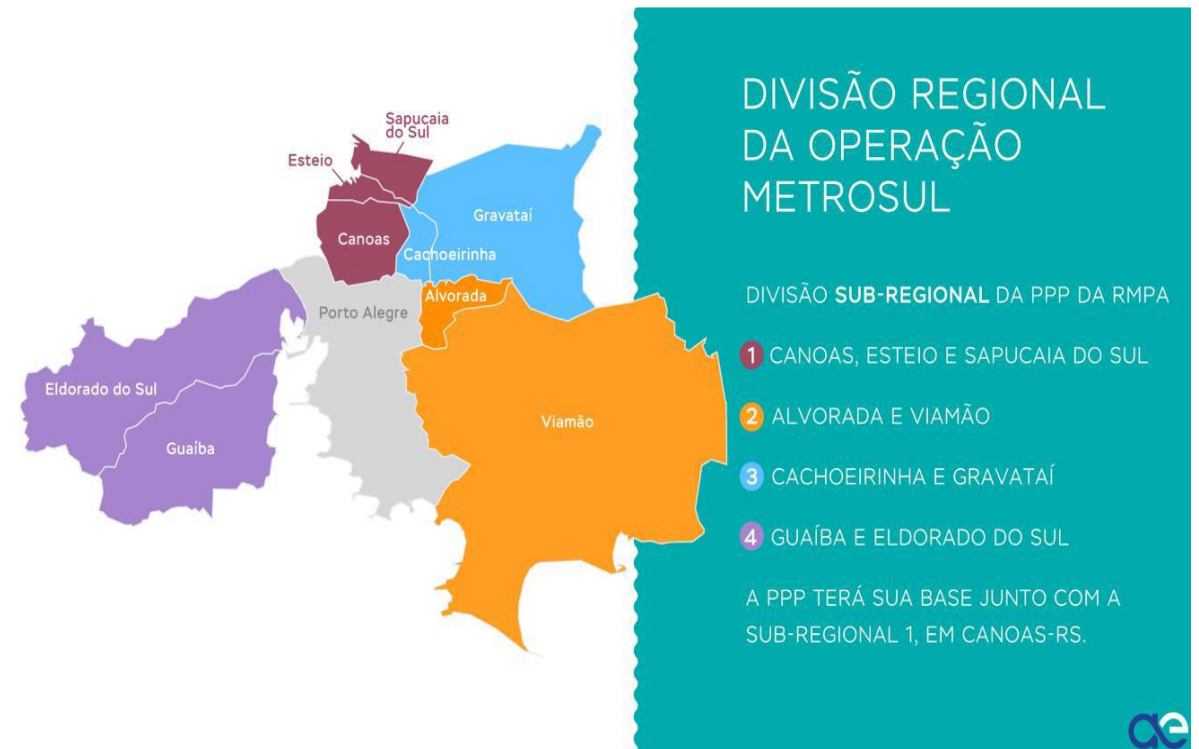 Sapucaia
do Sul
Esteio
Gravataí
Canoas
Cachoeirinha
Alvorada
Porto Alegre
Eldorado do Sul
Viamão
Guaíba
DIVISÃO REGIONAL
DA OPERAÇÃO
METROSUL
DIVISÃO SUB-REGIONAL DA PPP DA RMPA
1 CANOAS, ESTEIO E SAPUCAIA DO SUL
2 ALVORADA E VIAMÃO
3 CACHOEIRINHA E GRAVATAÍ
4 GUAÍBA E ELDORADO DO SUL
A PPP TERÁ SUA BASE JUNTO COM A
SUB-REGIONAL 1, EM CANOAS-RS.
ae